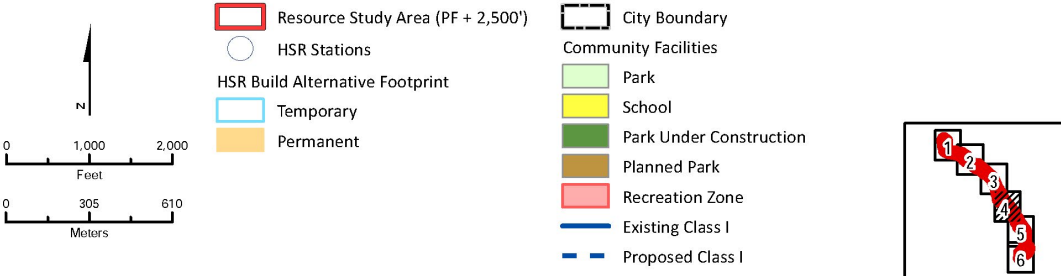 N
0 1,000 2,000
Feet
0 305 610
Meters
Resource Study Area (PF + 2,500')
HSR Stations
HSR Build Alternative Footprint
Temporary
Permanent
City Boundary
Community Facilities
Park
School
Park Under Construction
Planned Park
Recreation Zone
Existing Class I
Proposed Class I
1
2
3
4
5
6